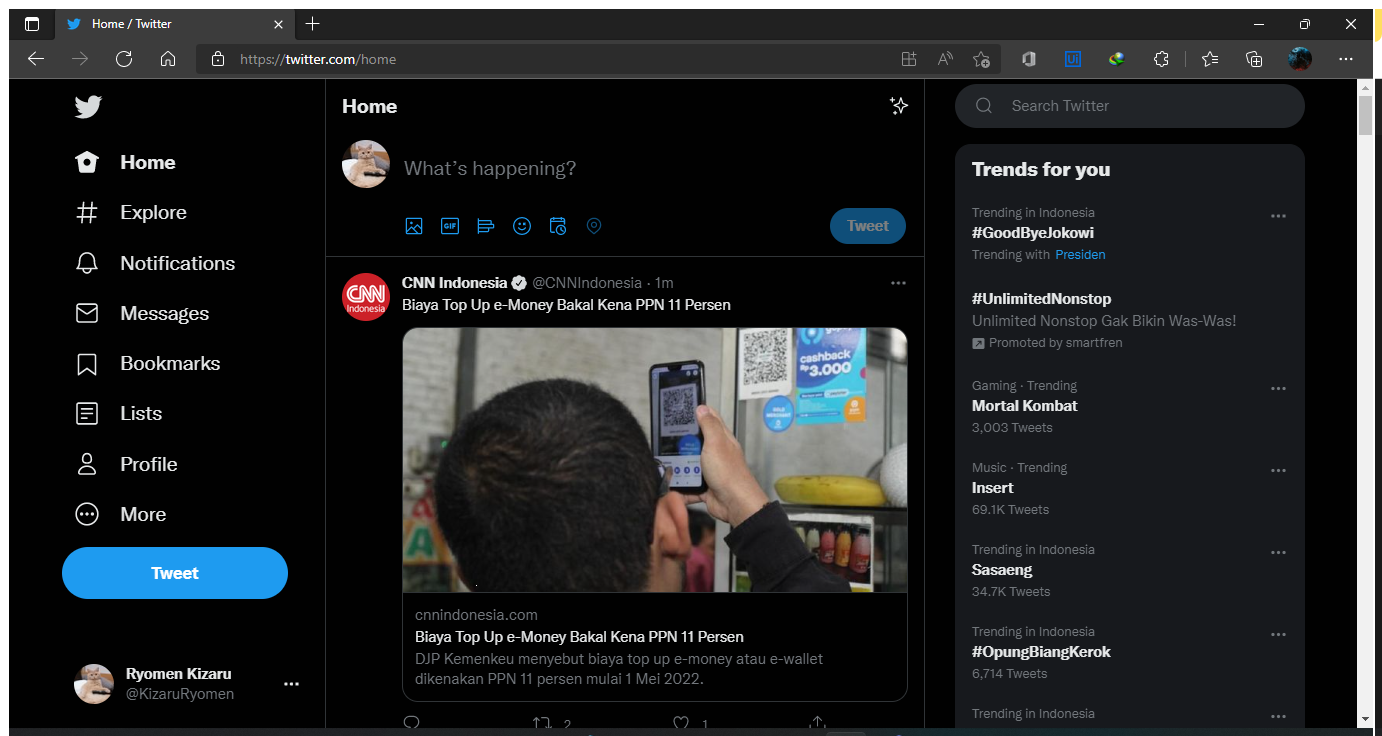 Home / Twitter
https://twitter.com/home
Home
Explore
Notifications
Messages
Bookmarks
Lists
Profile
More
Tweet
Ryomen Kizaru
@KizaruRyomen
Home
What's happening?
GIF
Tweet
CNN Indonesia @CNNIndonesia · 1m
Biaya Top Up e-Money Bakal Kena PPN 11 Persen
CNN
Indonesia
cashback
Rp 3.000
cnnindonesia.com
Biaya Top Up e-Money Bakal Kena PPN 11 Persen
DJP Kemenkeu menyebut biaya top up e-money atau e-wallet
dikenakan PPN 11 persen mulai 1 Mei 2022.
2
1
Search Twitter
Trends for you
Trending in Indonesia
#GoodByeJokowi
Trending with Presiden
#UnlimitedNonstop
Unlimited Nonstop Gak Bikin Was-Was!
Promoted by smartfren
Gaming · Trending
Mortal Kombat
3,003 Tweets
Music · Trending
Insert
69.1K Tweets
Trending in Indonesia
Sasaeng
34.7K Tweets
Trending in Indonesia
#OpungBiangKerok
6,714 Tweets
Trending in Indonesia